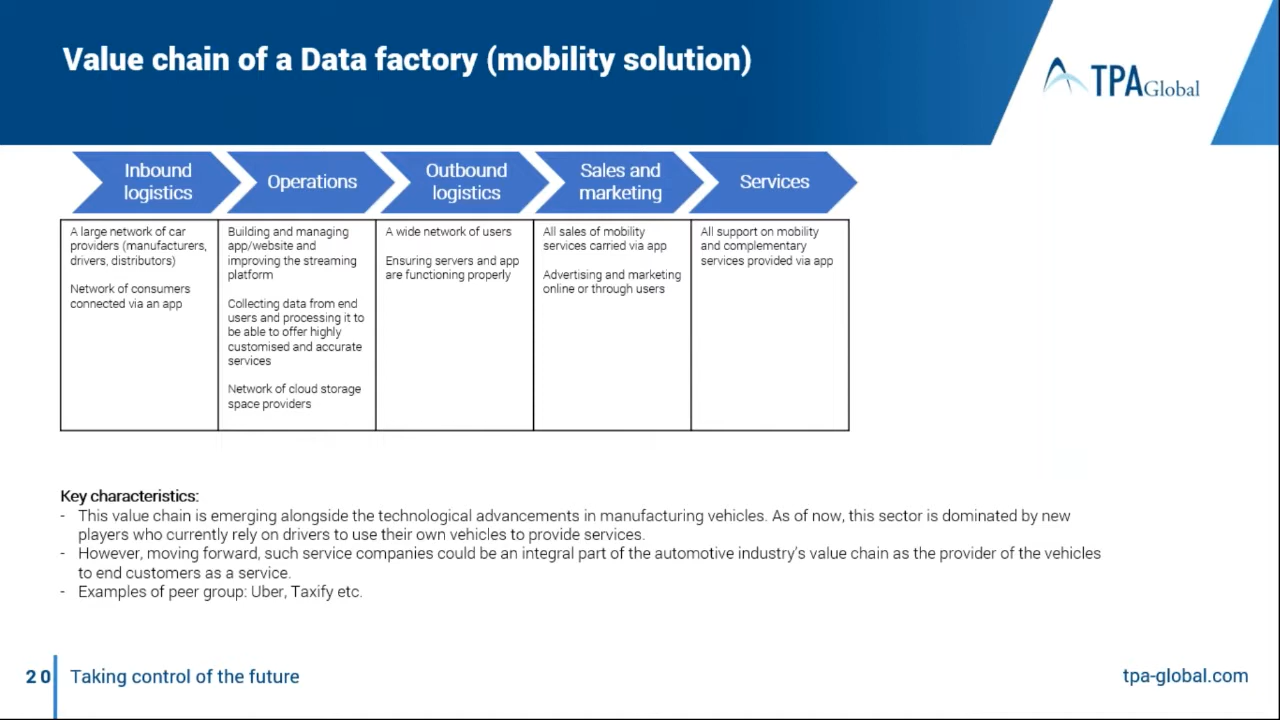 Value chain of a Data factory (mobility solution)
TPAGlobal
Inbound
logistics
Operations
Outbound
logistics
Sales and
marketing
Services
A large network of car
providers (manufacturers,
drivers, distributors)
Network of consumers
connected via an app
Building and managing
app/website and
improving the streaming
platform
Collecting data from end
users and processing it to
be able to offer highly
customised and accurate
services
Network of cloud storage
space providers
A wide network of users
Ensuring servers and app
are functioning properly
All sales of mobility
services carried via app
Advertising and marketing
online or through users
All support on mobility
and complementary
services provided via app
Key characteristics:
- This value chain is emerging alongside the technological advancements in manufacturing vehicles. As of now, this sector is dominated by new
players who currently rely on drivers to use their own vehicles to provide services.
- However, moving forward, such service companies could be an integral part of the automotive industry's value chain as the provider of the vehicles
to end customers as a service.
- Examples of peer group: Uber, Taxify etc.
20
Taking control of the future
tpa-global.com